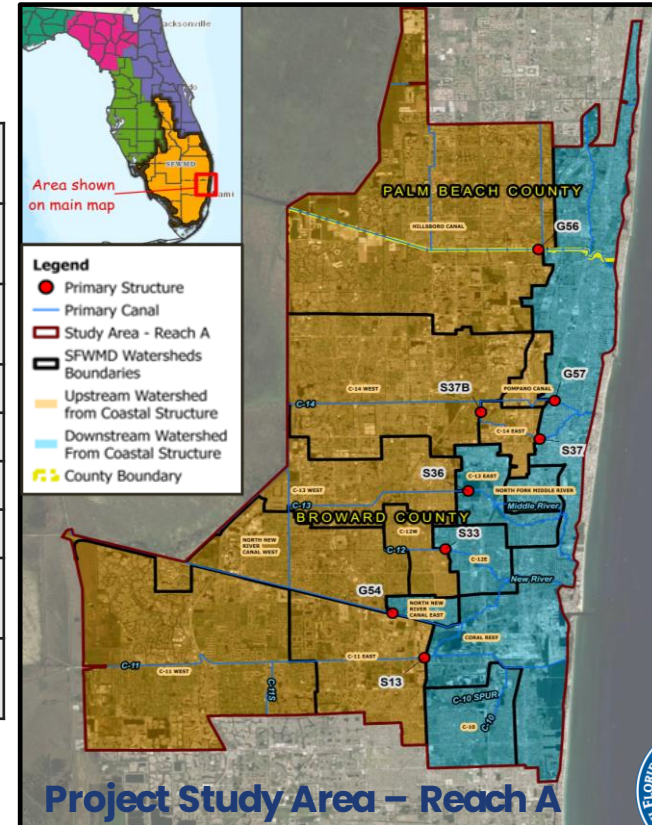 acksonville
SFWMD
Area shown
on main map
Legend
Primary Structure
Primary Canal
Study Area - Reach A
SFWMD Watersheds
Boundaries
Upstream Watershed
from Coastal Structure
Downstream Watershed
From Coastal Structure
County Boundary
PALM BEACH COUNTY
HILLSBORO CANAL
G56
C-14 WEST
C-14
S37B
POMPANO CANAL
G57
C-14 EAST
S37
S36
C-13 EAST
C-13 WEST
C-13
NORTH FORK MIDDLE RIVER
Middle River
BROWARD COUNTY
C-12W
S33
NORTH NEW
RIVER
CANAL WEST
C-12
C-12E
New River
G54
NORTH NEW
RIVER
CANAL EAST
CORAL REEF
C-11 EAST
C-11
C-11 WEST
C-11S
S13
C-10 SPUR
C-10
C-10
Project Study Area – Reach A
FLORID